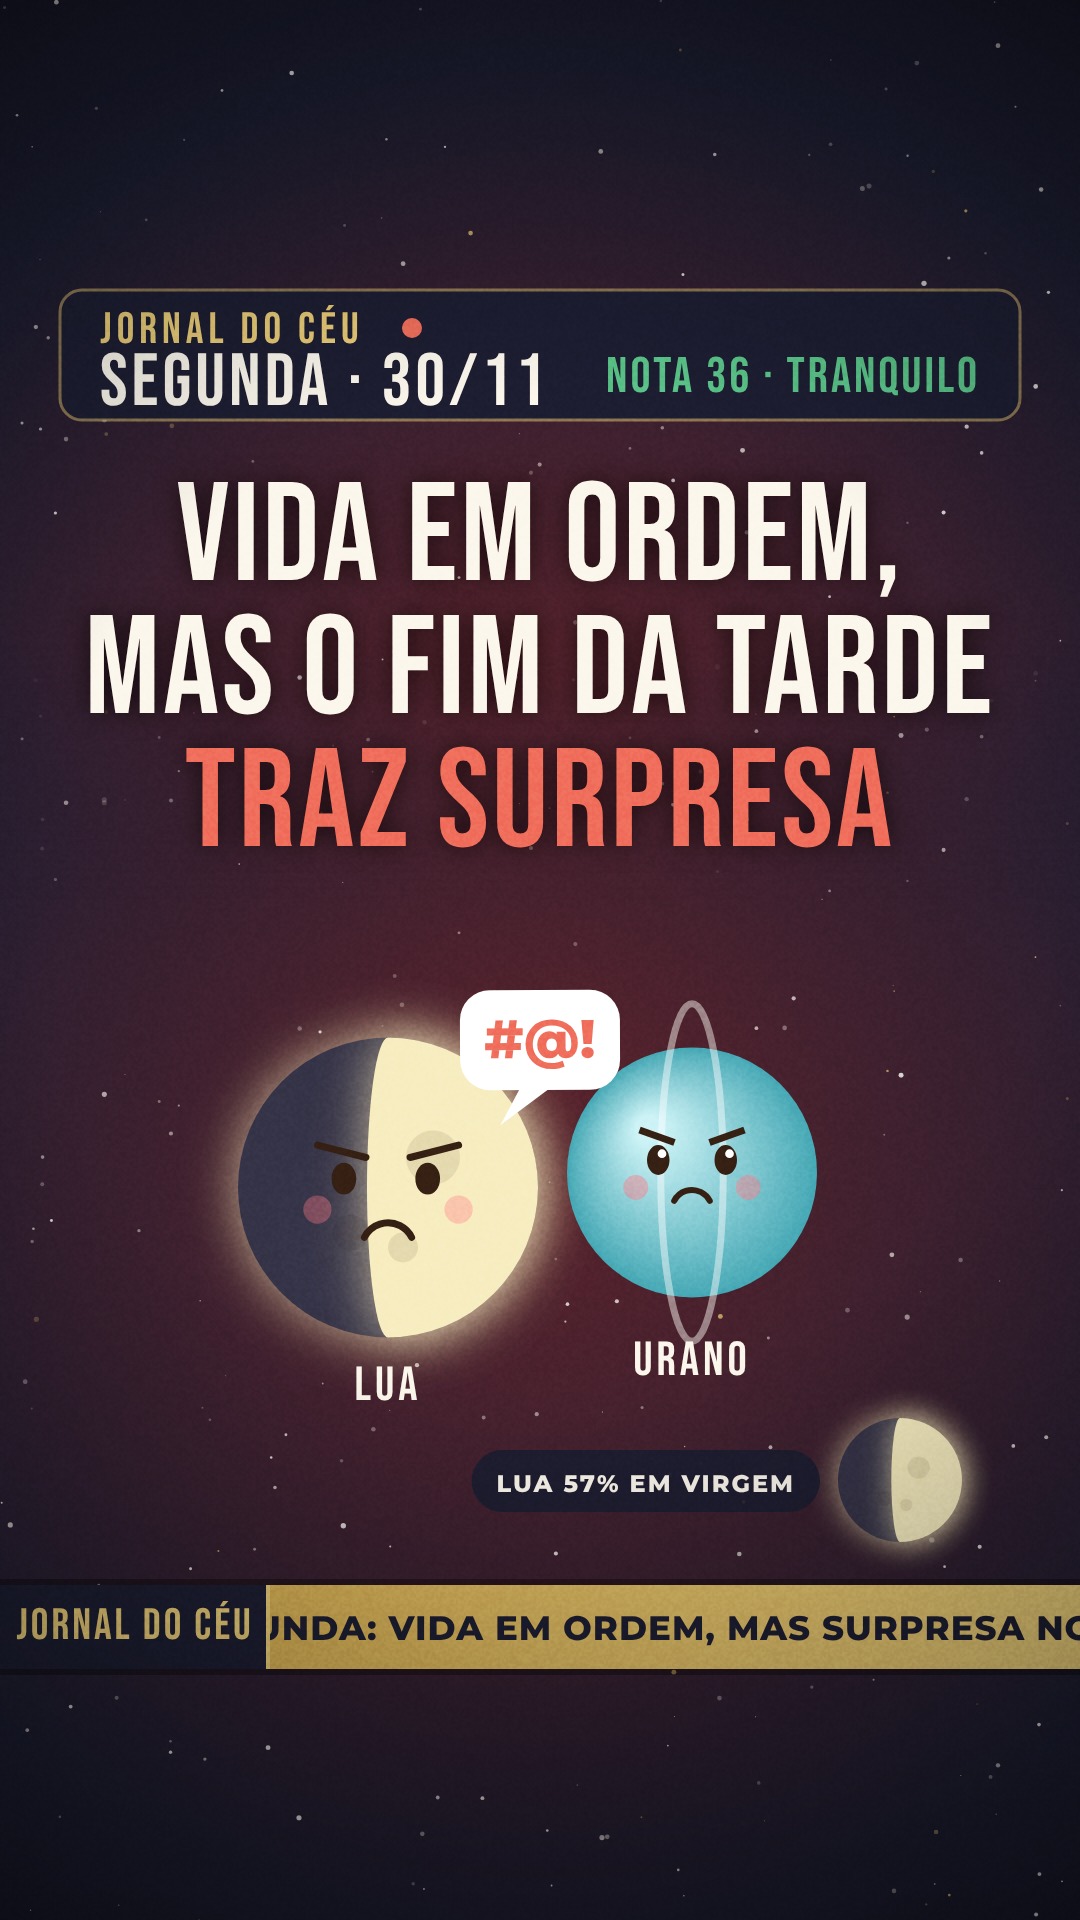 JORNAL DO CÉU
SEGUNDA · 30/11
NOTA 36 · TRANQUILO
VIDA EM ORDEM,
MAS O FIM DA TARDE
TRAZ SURPRESA
#@!
LUA
URANO
LUA 57% EM VIRGEM
JORNAL DO CÉU
UNDA: VIDA EM ORDEM, MAS SURPRESA NO